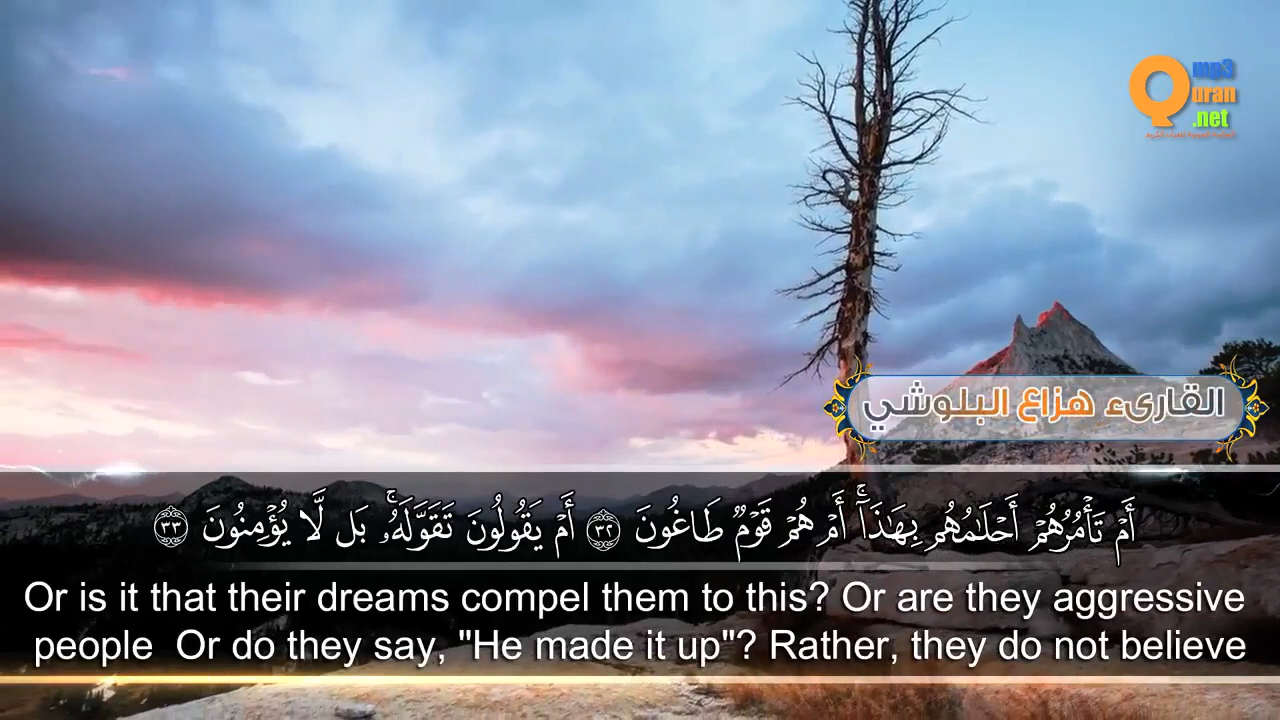 mp3
Quran
.net
القارىء هزاع البلوشي
أَمْ تَأْمُرُهُمْ أَحْلَـٰمُهُم بِهَـٰذَآ ۚ أَمْ هُمْ قَوْمٌ طَاغُونَ ٣٢ أَمْ يَقُولُونَ تَقَوَّلَهُۥ ۚ بَل لَّا يُؤْمِنُونَ ٣٣
Or is it that their dreams compel them to this? Or are they aggressive
people Or do they say, "He made it up"? Rather, they do not believe